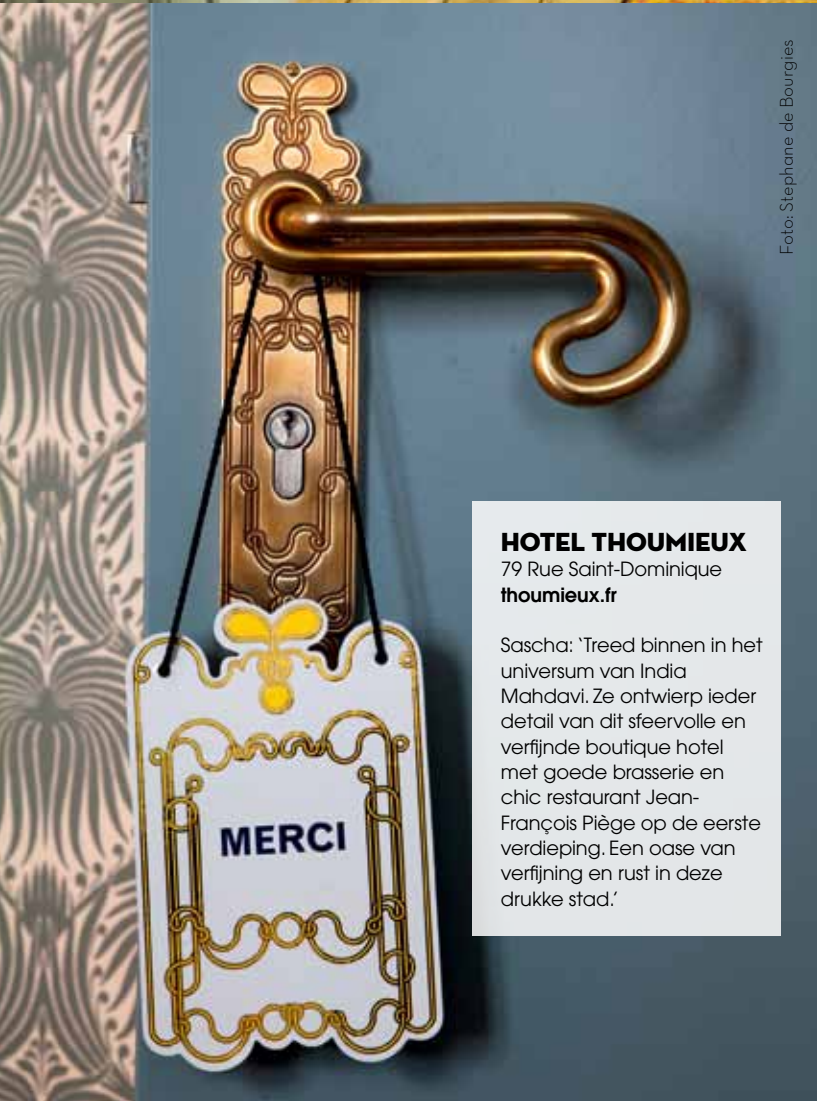 Foto: Stephane de Bourgies
HOTEL THOUMIEUX
79 Rue Saint-Dominique
thoumieux.fr
Sascha: ‘Treed binnen in het
universum van India
Mahdavi. Ze ontwierp ieder
detail van dit sfeervolle en
verfijnde boutique hotel
met goede brasserie en
chic restaurant Jean-
François Piège op de eerste
verdieping. Een oase van
verfijning en rust in deze
drukke stad.’
MERCI